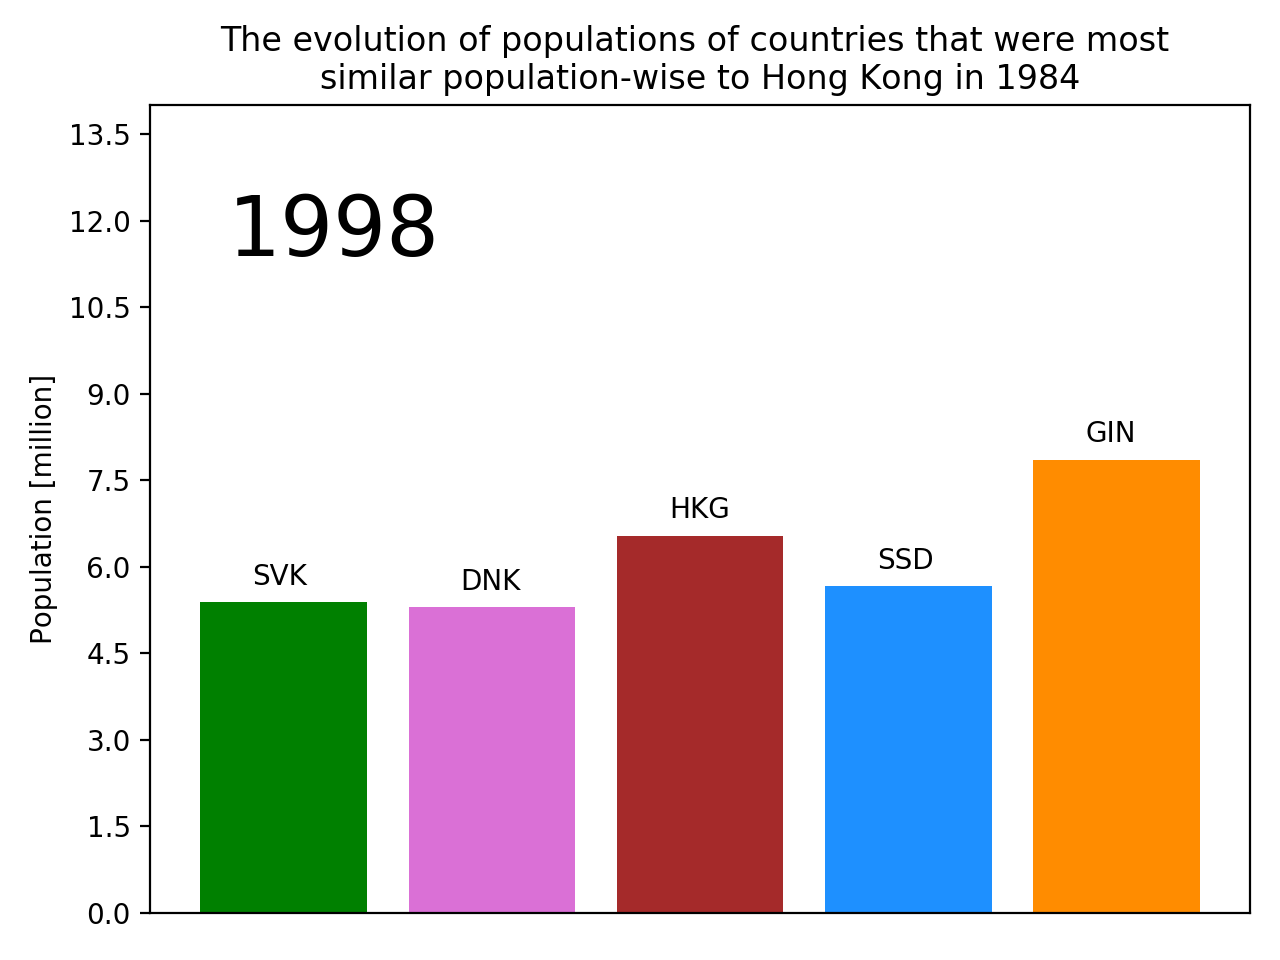 The evolution of populations of countries that were most
similar population-wise to Hong Kong in 1984
13.5
12.0
10.5
9.0
7.5
6.0
4.5
3.0
1.5
0.0
Population [million]
1998
SVK
DNK
HKG
SSD
GIN